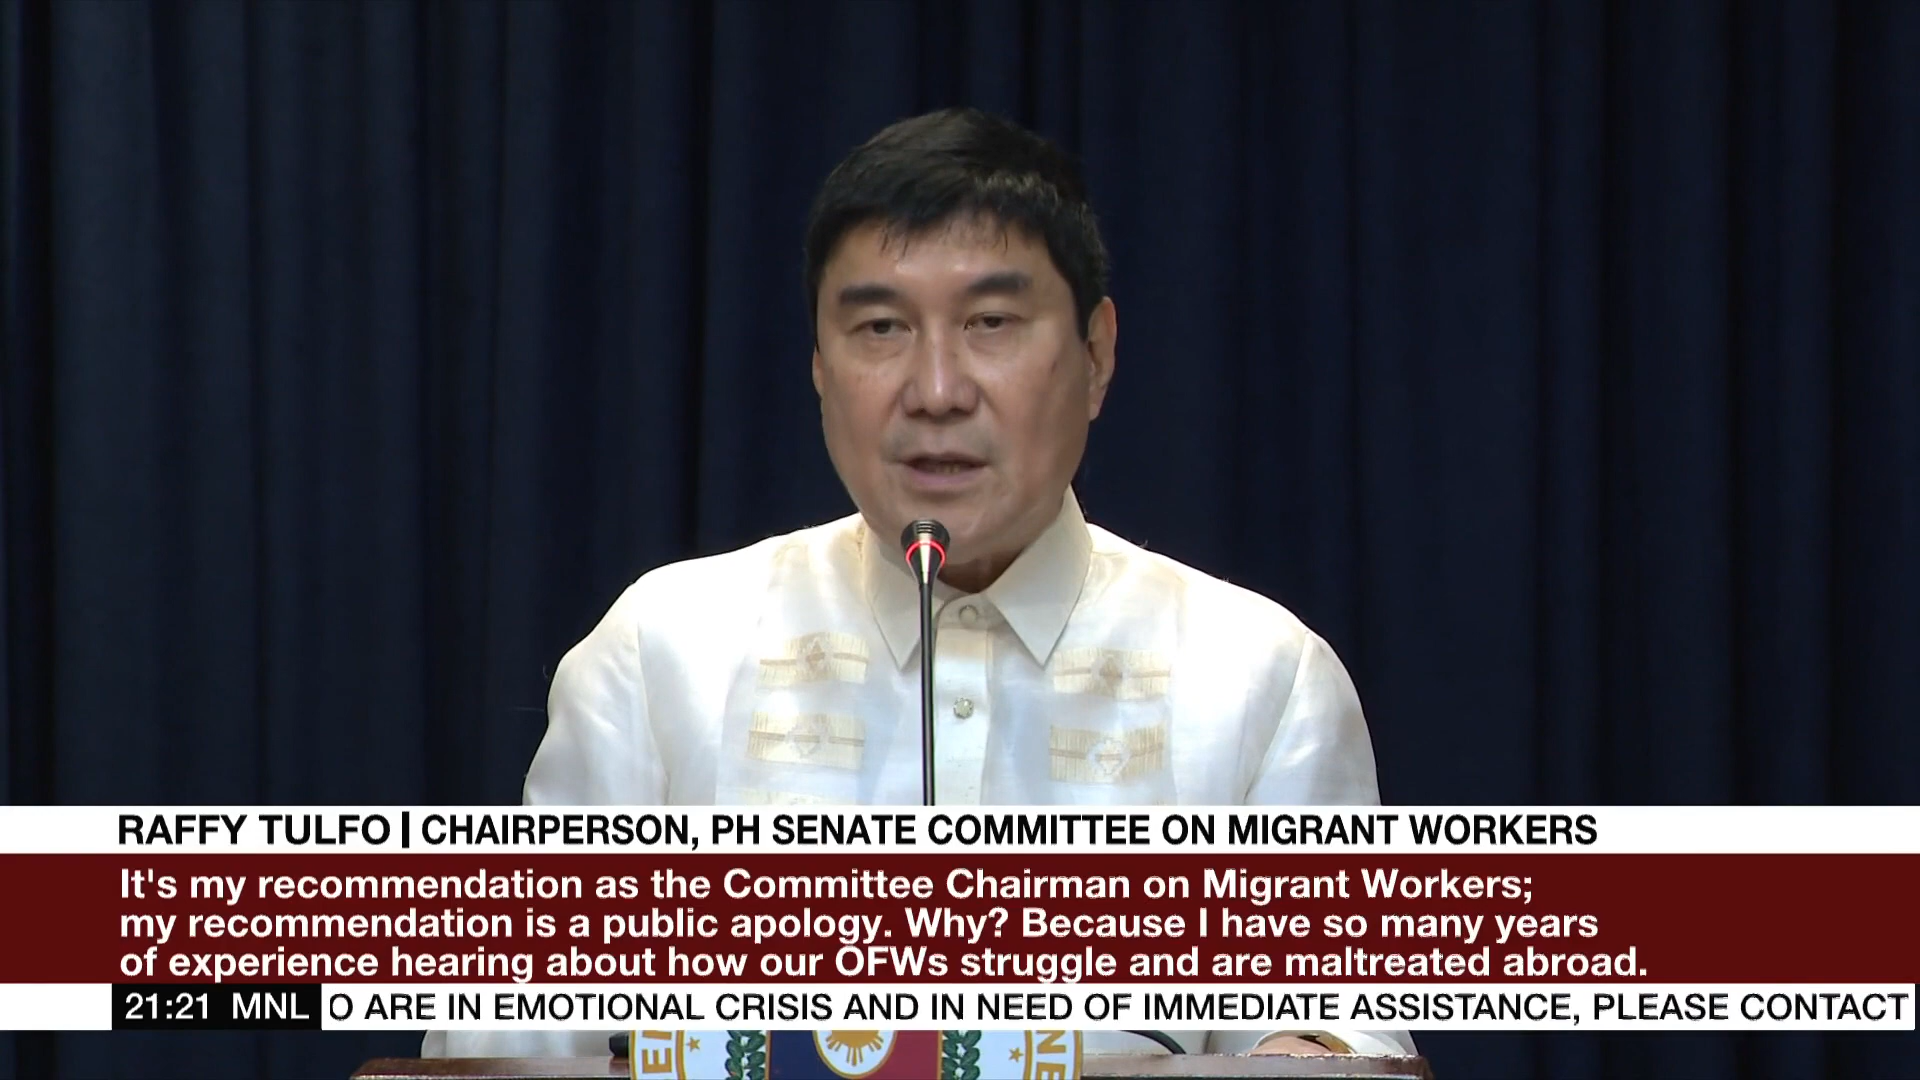 RAFFY TULFO | CHAIRPERSON, PH SENATE COMMITTEE ON MIGRANT WORKERS
It's my recommendation as the Committee Chairman on Migrant Workers;
my recommendation is a public apology. Why? Because I have so many years
of experience hearing about how our OFWs struggle and are maltreated abroad.
21:21 MNL O ARE IN EMOTIONAL CRISIS AND IN NEED OF IMMEDIATE ASSISTANCE, PLEASE CONTACT